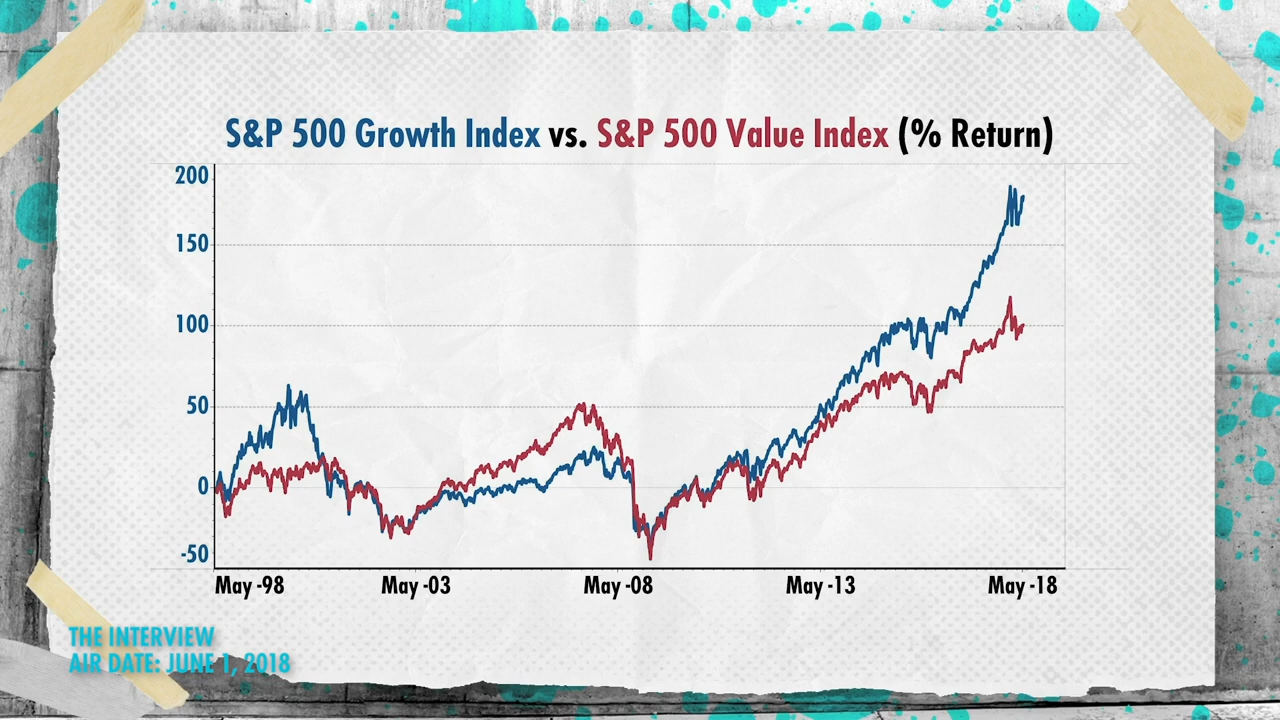 S&P 500 Growth Index vs. S&P 500 Value Index (% Return)
200
150
100
50
0
-50
May -98 May -03 May -08 May -13 May -18
THE INTERVIEW
AIR DATE: JUNE 1, 2018